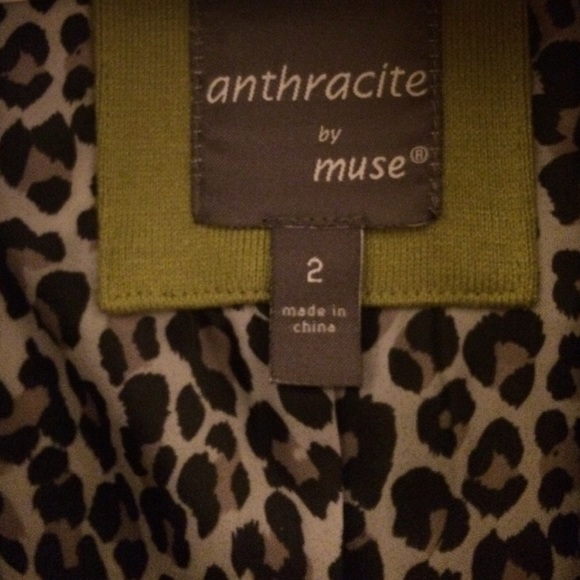 anthracite
by
muse®
2
made in
china